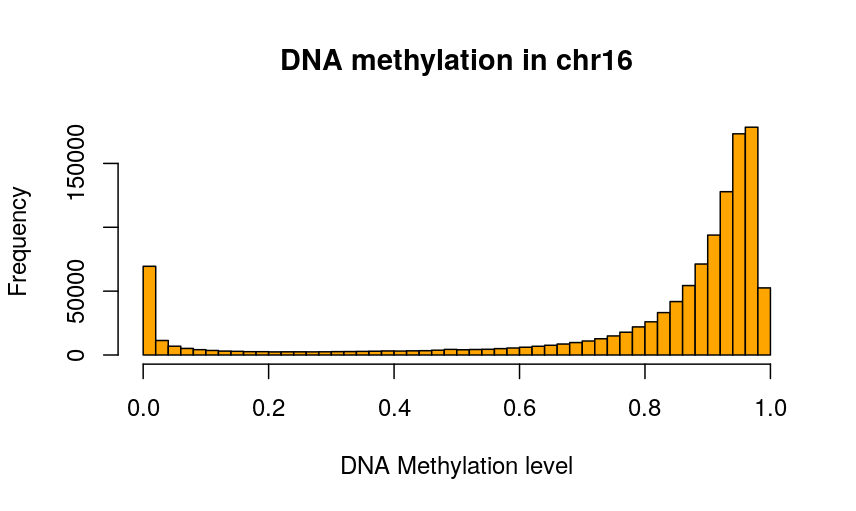 DNA methylation in chr16
Frequency
150000
50000
0
0.0 0.2 0.4 0.6 0.8 1.0
DNA Methylation level